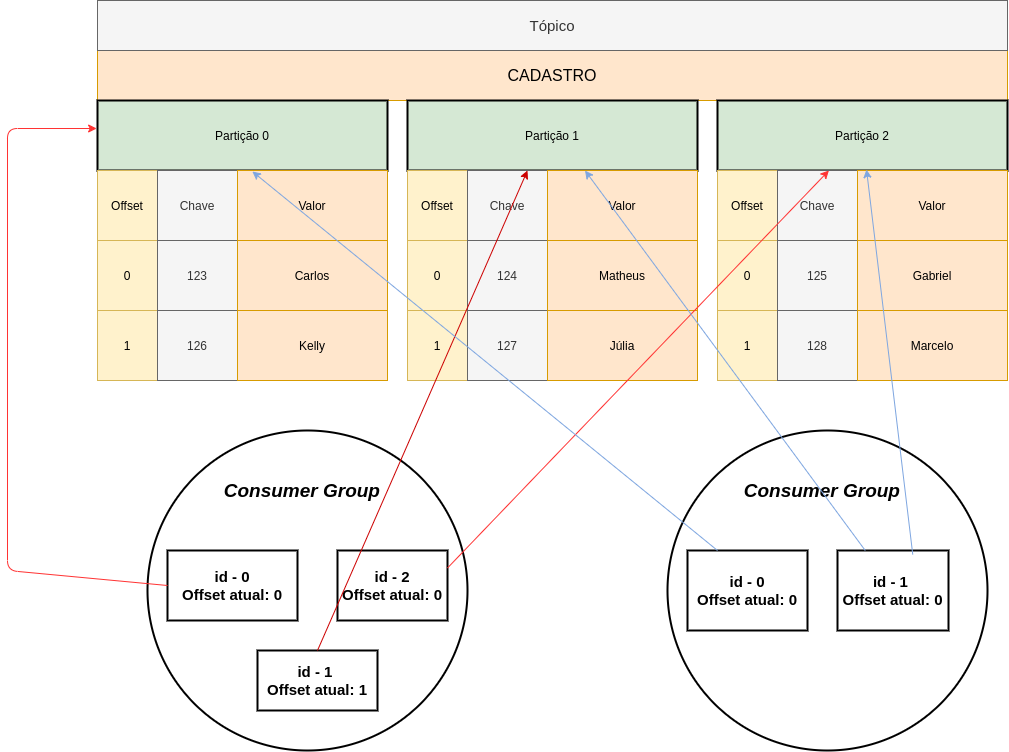 Tópico
CADASTRO
Partição 0 Partição 1 Partição 2
Offset Chave Valor Offset Chave Valor Offset Chave Valor
0 123 Carlos 0 124 Matheus 0 125 Gabriel
1 126 Kelly 1 127 Júlia 1 128 Marcelo
Consumer Group
id - 0
Offset atual: 0
id - 2
Offset atual: 0
id - 1
Offset atual: 1
Consumer Group
id - 0
Offset atual: 0
id - 1
Offset atual: 0